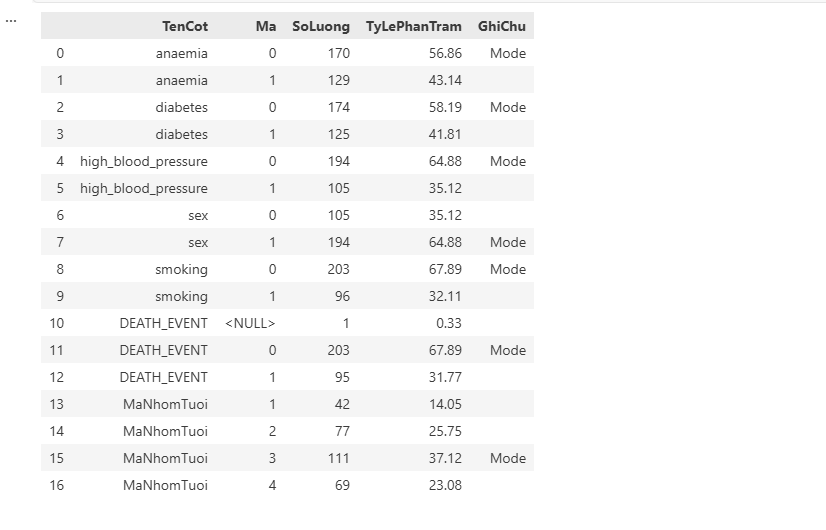 ...
TenCot Ma SoLuong TyLePhanTram GhiChu
0 anaemia 0 170 56.86 Mode
1 anaemia 1 129 43.14
2 diabetes 0 174 58.19 Mode
3 diabetes 1 125 41.81
4 high_blood_pressure 0 194 64.88 Mode
5 high_blood_pressure 1 105 35.12
6 sex 0 105 35.12
7 sex 1 194 64.88 Mode
8 smoking 0 203 67.89 Mode
9 smoking 1 96 32.11
10 DEATH_EVENT <NULL> 1 0.33
11 DEATH_EVENT 0 203 67.89 Mode
12 DEATH_EVENT 1 95 31.77
13 MaNhomTuoi 1 42 14.05
14 MaNhomTuoi 2 77 25.75
15 MaNhomTuoi 3 111 37.12 Mode
16 MaNhomTuoi 4 69 23.08